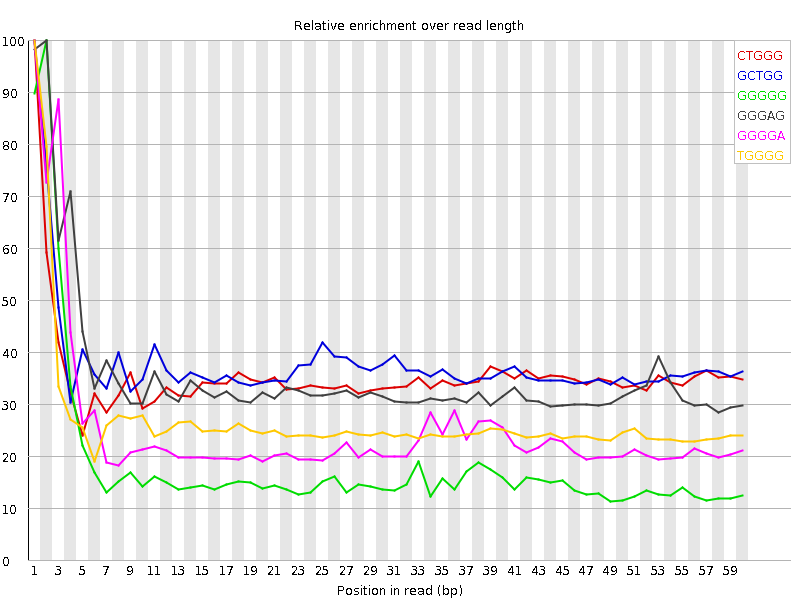 Relative enrichment over read length
100
90
80
70
60
50
40
30
20
10
0
CTGGG
GCTGG
GGGGG
GGGAG
GGGGA
TGGGG
1 3 5 7 9 11 13 15 17 19 21 23 25 27 29 31 33 35 37 39 41 43 45 47 49 51 53 55 57 59
Position in read (bp)